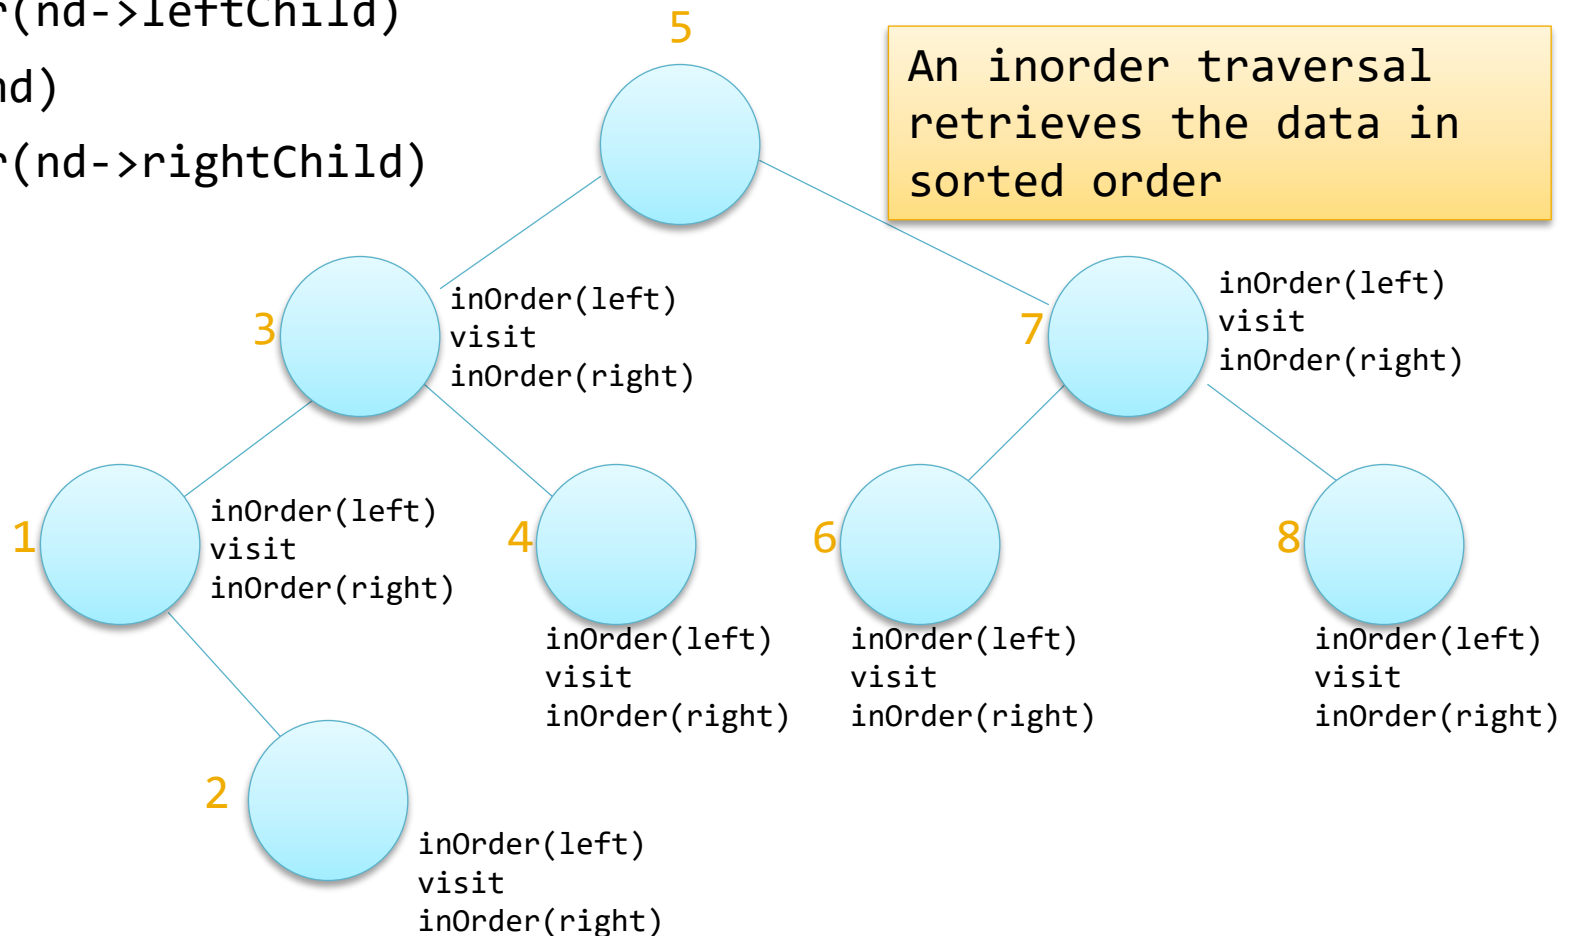 r(nd->leftChild)
nd)
r(nd->rightChild)
5
An inorder traversal
retrieves the data in
sorted order
3
inOrder(left)
visit
inOrder(right)
7
inOrder(left)
visit
inOrder(right)
1
inOrder(left)
visit
inOrder(right)
4
inOrder(left)
visit
inOrder(right)
6
inOrder(left)
visit
inOrder(right)
8
inOrder(left)
visit
inOrder(right)
2
inOrder(left)
visit
inOrder(right)